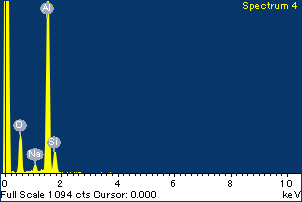 Spectrum 4
Al
O
Na
Si
0 2 4 6 8 10
Full Scale 1094 cts Cursor: 0.000 keV